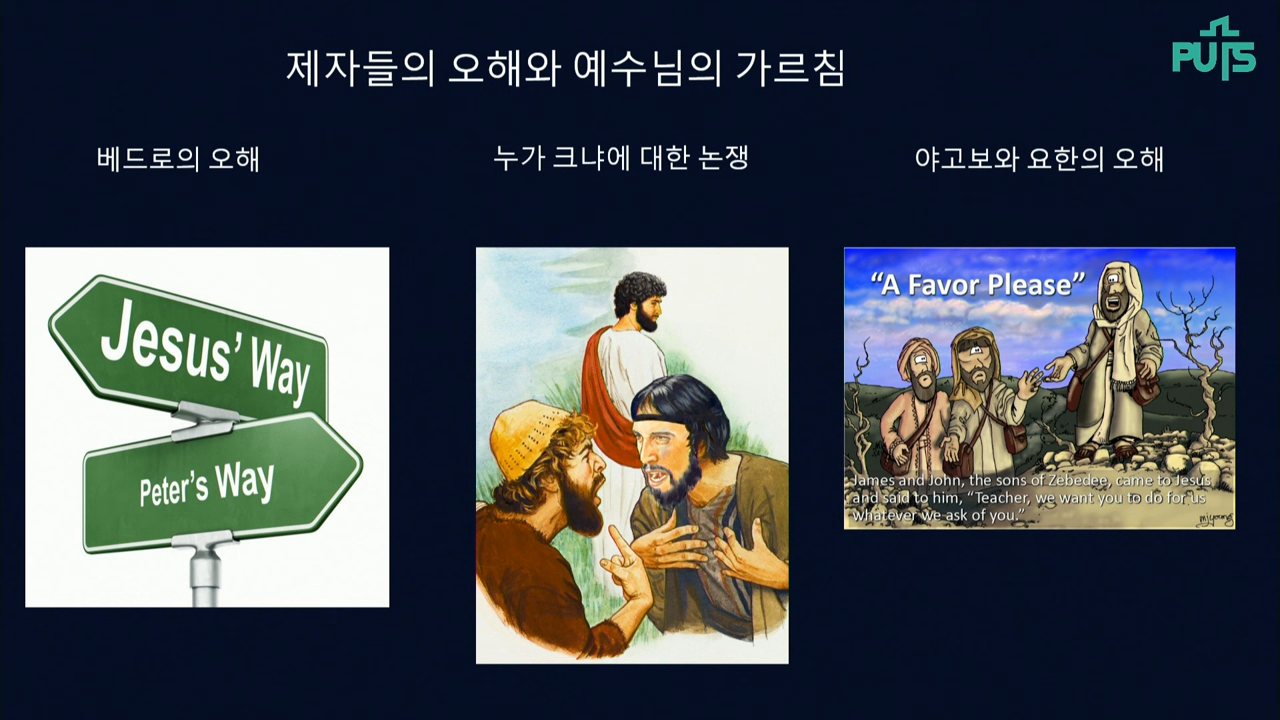 제자들의 오해와 예수님의 가르침
PUTS
베드로의 오해
누가 크냐에 대한 논쟁
야고보와 요한의 오해
Jesus' Way
Peter's Way
“A Favor Please”
James and John, the sons of Zebedee, came to Jesus
and said to him, “Teacher, we want you to do for us
whatever we ask of you.”